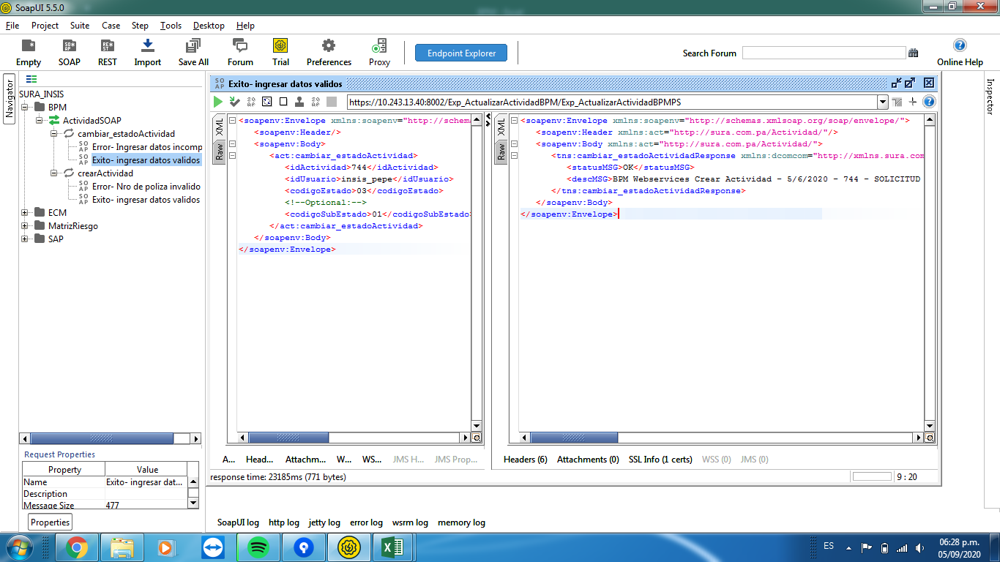 SoapUI 5.5.0
File Project Suite Case Step Tools Desktop Help
Empty SOAP REST Import Save All Forum Trial Preferences Proxy Endpoint Explorer Search Forum Online Help
Navigator
SURA_INSIS
BPM
ActividadSOAP
cambiar_estadoActividad
Error- Ingresar datos incomp
Exito- ingresar datos validos
crearActividad
Error- Nro de poliza invalido
Exito- ingresar datos validos
ECM
MatrizRiesgo
SAP
Request Properties
Property Value
Name Exito- ingresar dat...
Description
Message Size 477
Properties
Exito- ingresar datos validos
https://10.243.13.40:8002/Exp_ActualizarActividadBPM/Exp_ActualizarActividadBPMPS
XML
Raw
<soapenv:Envelope xmlns:soapenv="http://schema
<soapenv:Header/>
<soapenv:Body>
<act:cambiar_estadoActividad>
<idActividad>744</idActividad>
<idUsuario>insis_pepe</idUsuario>
<codigoEstado>03</codigoEstado>
<!--Optional:-->
<codigoSubEstado>01</codigoSubEstado>
</act:cambiar_estadoActividad>
</soapenv:Body>
</soapenv:Envelope>
A... Head... Attachm... W... WS... JMS H... JMS Prop...
XML
Raw
<soapenv:Envelope xmlns:soapenv="http://schemas.xmlsoap.org/soap/envelope/">
<soapenv:Header xmlns:act="http://sura.com.pa/Actividad/"/>
<soapenv:Body xmlns:act="http://sura.com.pa/Actividad/">
<tns:cambiar_estadoActividadResponse xmlns:dcomcom="http://xmlns.sura.com
<statusMSG>OK</statusMSG>
<descMSG>BPM Webservices Crear Actividad - 5/6/2020 - 744 - SOLICITUD
</tns:cambiar_estadoActividadResponse>
</soapenv:Body>
</soapenv:Envelope>
Headers (6) Attachments (0) SSL Info (1 certs) WSS (0) JMS (0)
response time: 23185ms (771 bytes)
9 : 20
Inspector
SoapUI log http log jetty log error log wsrm log memory log
ES
06:28 p.m.
05/09/2020